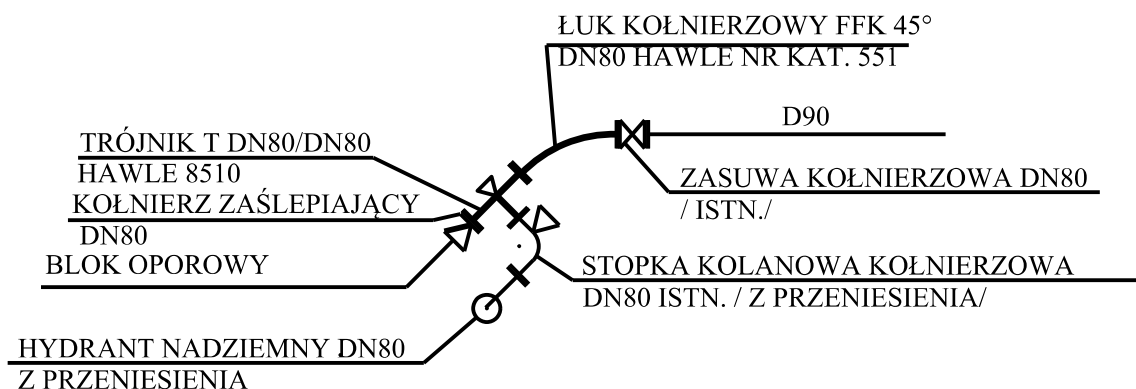 ŁUK KOŁNIERZOWY FFK 45°
DN80 HAWLE NR KAT. 551
D90
TRÓJNIK T DN80/DN80
HAWLE 8510
ZASUWA KOŁNIERZOWA DN80
/ ISTN./
KOŁNIERZ ZAŚLEPIAJĄCY
DN80
BLOK OPOROWY
STOPKA KOLANOWA KOŁNIERZOWA
DN80 ISTN. / Z PRZENIESIENIA/
HYDRANT NADZIEMNY DN80
Z PRZENIESIENIA